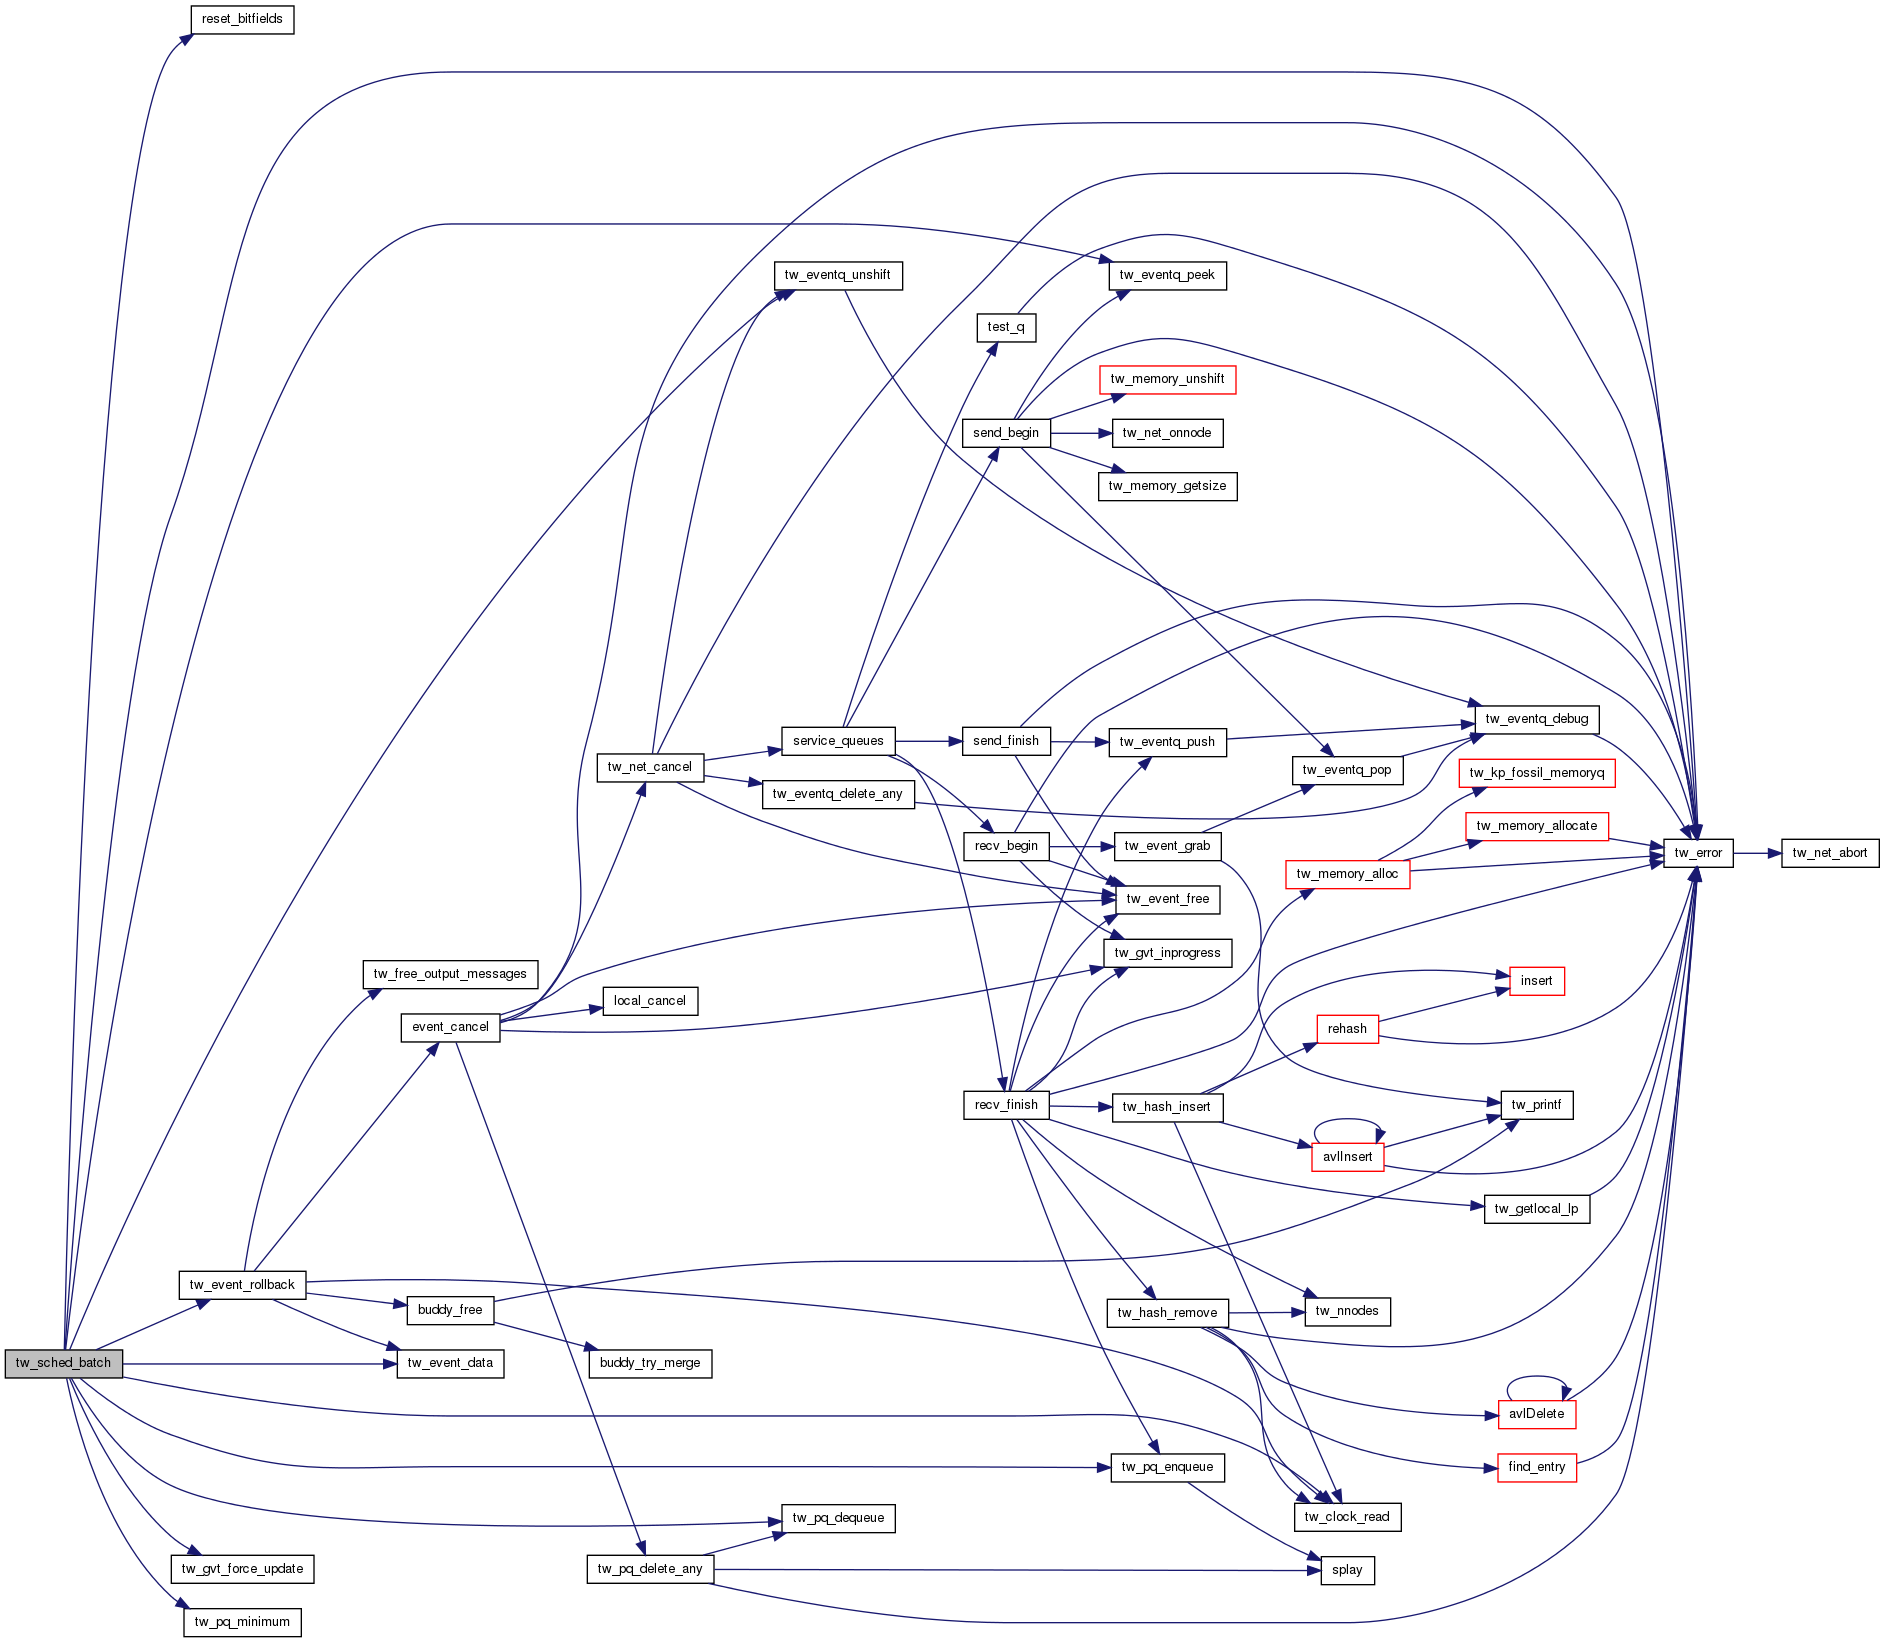 reset_bitfields
tw_eventq_unshift
tw_eventq_peek
test_q
tw_memory_unshift
send_begin
tw_net_onnode
tw_memory_getsize
tw_eventq_debug
service_queues
send_finish
tw_eventq_push
tw_net_cancel
tw_eventq_pop
tw_kp_fossil_memoryq
tw_eventq_delete_any
tw_memory_allocate
recv_begin
tw_event_grab
tw_error
tw_net_abort
tw_memory_alloc
tw_event_free
tw_gvt_inprogress
tw_free_output_messages
insert
local_cancel
event_cancel
rehash
recv_finish
tw_hash_insert
tw_printf
avlInsert
tw_getlocal_lp
tw_event_rollback
buddy_free
tw_hash_remove
tw_nnodes
tw_sched_batch
tw_event_data
buddy_try_merge
avlDelete
tw_pq_enqueue
find_entry
tw_pq_dequeue
tw_clock_read
tw_gvt_force_update
tw_pq_delete_any
splay
tw_pq_minimum